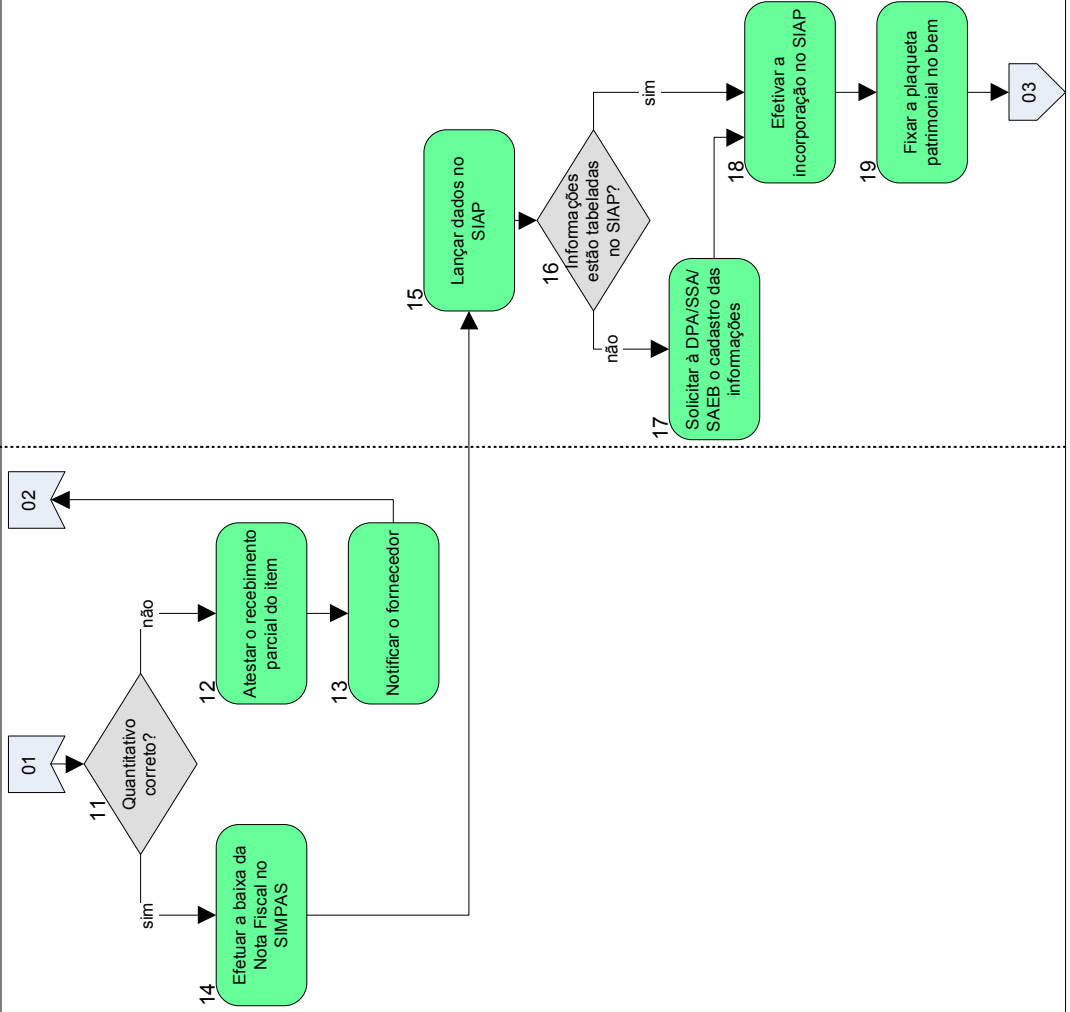 01
11
Quantitativo
correto?
sim
não
14
Efetuar a baixa da
Nota Fiscal no
SIMPAS
12
Atestar o recebimento
parcial do item
13
Notificar o fornecedor
02
15
Lançar dados no
SIAP
16
Informações
estão tabeladas
no SIAP?
não
sim
17
Solicitar à DPA/SSA/
SAEB o cadastro das
informações
18
Efetivar a
incorporação no SIAP
19
Fixar a plaqueta
patrimonial no bem
03